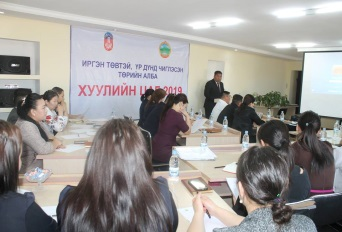 ИРГЭН ТӨВТЭЙ, ҮР ДҮНД ЧИГЛЭСЭН
ТӨРИЙН АЛБА
ХУУЛИЙН ЦАГ 2019